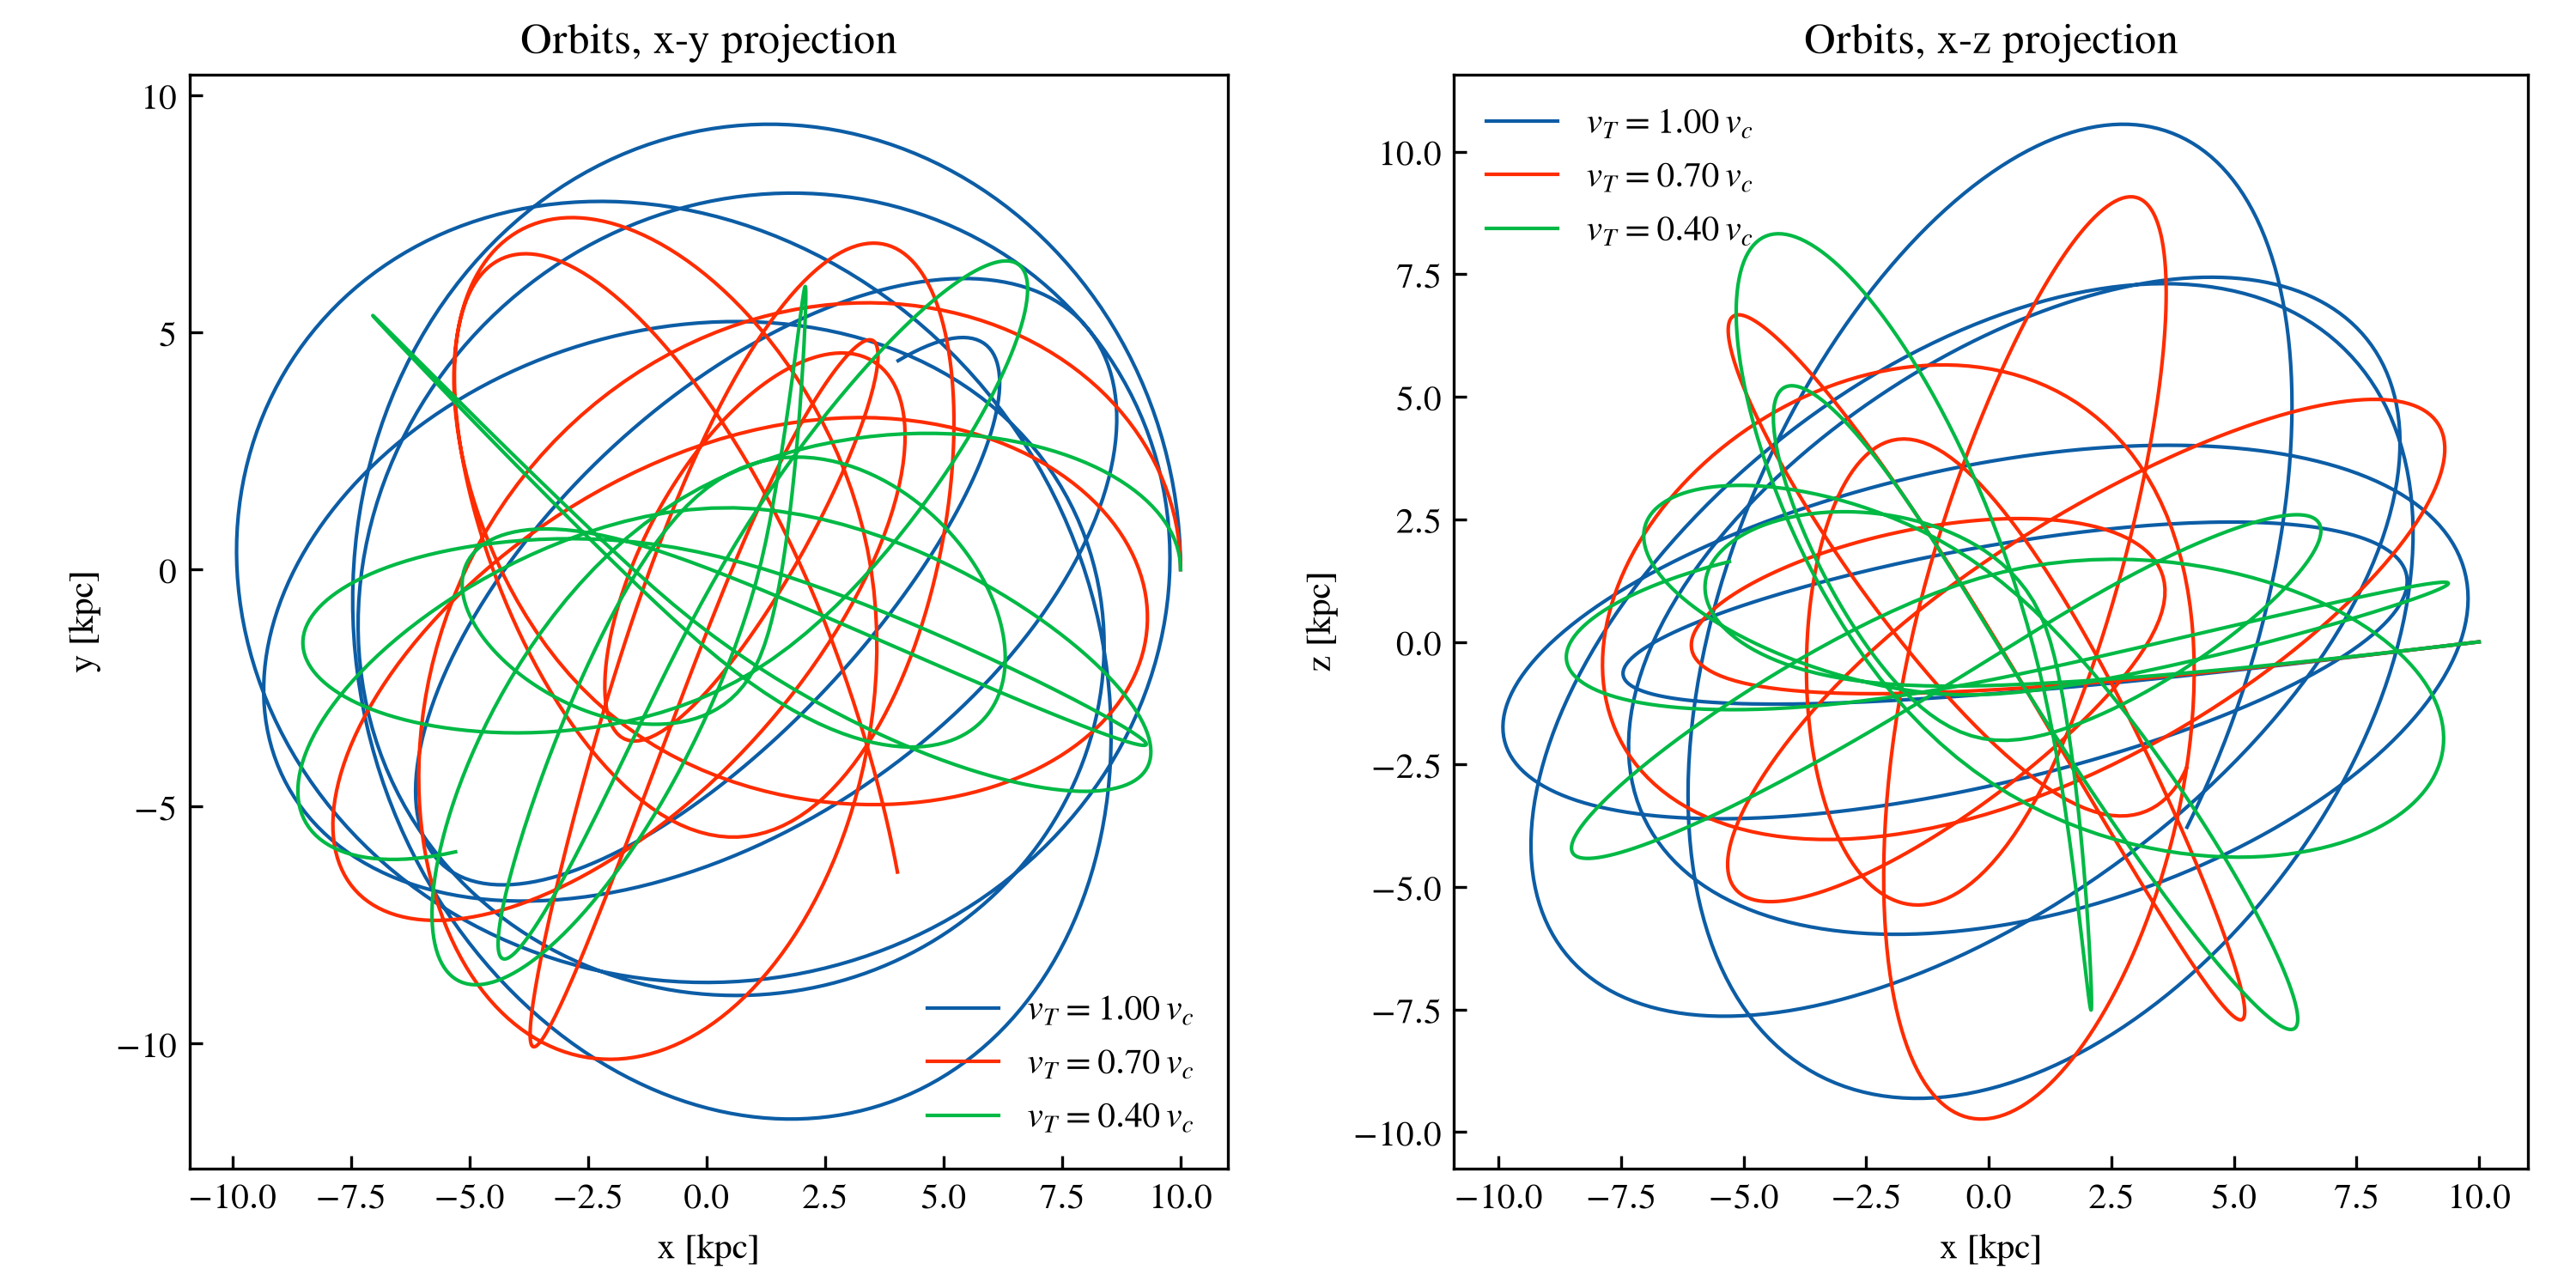 Orbits, x-y projection
10
5
0
−5
−10
y [kpc]
−10.0 −7.5 −5.0 −2.5 0.0 2.5 5.0 7.5 10.0
x [kpc]
v_T = 1.00 v_c
v_T = 0.70 v_c
v_T = 0.40 v_c
Orbits, x-z projection
v_T = 1.00 v_c
v_T = 0.70 v_c
v_T = 0.40 v_c
10.0
7.5
5.0
2.5
0.0
−2.5
−5.0
−7.5
−10.0
z [kpc]
−10.0 −7.5 −5.0 −2.5 0.0 2.5 5.0 7.5 10.0
x [kpc]